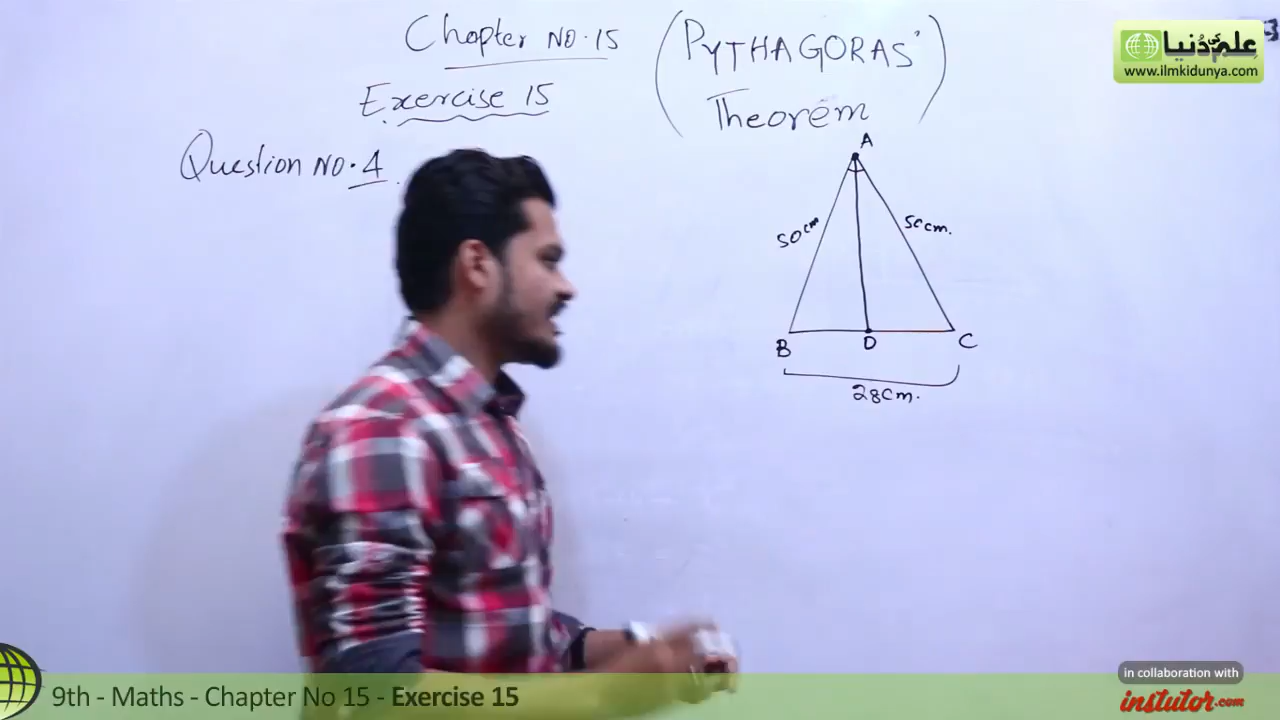 Chapter NO.15
(PYTHAGORAS'
Theorem)
Exercise 15
Question NO.4.
علم کی دُنیا
www.ilmkidunya.com
A
50cm
50cm.
B
D
C
28cm.
9th - Maths - Chapter No 15 - Exercise 15
in collaboration with
instutor.com